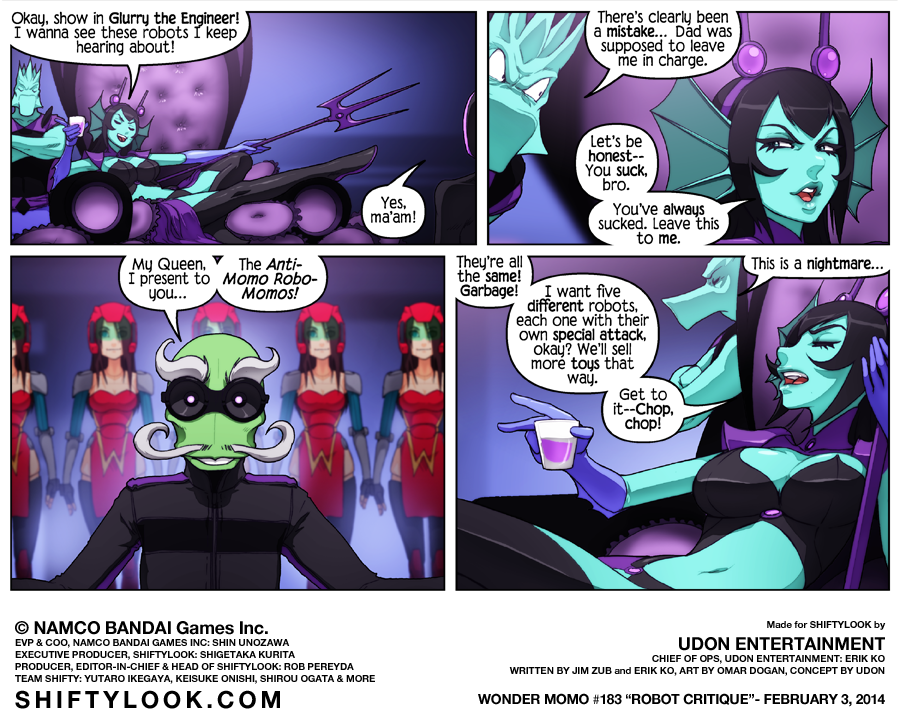 Okay, show in Glurry the Engineer!
I wanna see these robots I keep
hearing about!
Yes,
ma'am!
There's clearly been
a mistake... Dad was
supposed to leave
me in charge.
Let's be
honest--
You suck,
bro.
You've always
sucked. Leave this
to me.
My Queen,
I present to
you...
The Anti-
Momo Robo-
Momos!
They're all
the same!
Garbage!
I want five
different robots,
each one with their
own special attack,
okay? We'll sell
more toys that
way.
This is a nightmare...
Get to
it--Chop,
chop!
© NAMCO BANDAI Games Inc.
EVP & COO, NAMCO BANDAI GAMES INC: SHIN UNOZAWA
EXECUTIVE PRODUCER, SHIFTYLOOK: SHIGETAKA KURITA
PRODUCER, EDITOR-IN-CHIEF & HEAD OF SHIFTYLOOK: ROB PEREYDA
TEAM SHIFTY: YUTARO IKEGAYA, KEISUKE ONISHI, SHIROU OGATA & MORE
SHIFTYLOOK.COM
Made for SHIFTYLOOK by
UDON ENTERTAINMENT
CHIEF OF OPS, UDON ENTERTAINMENT: ERIK KO
WRITTEN BY JIM ZUB and ERIK KO, ART BY OMAR DOGAN, CONCEPT BY UDON
WONDER MOMO #183 “ROBOT CRITIQUE”- FEBRUARY 3, 2014